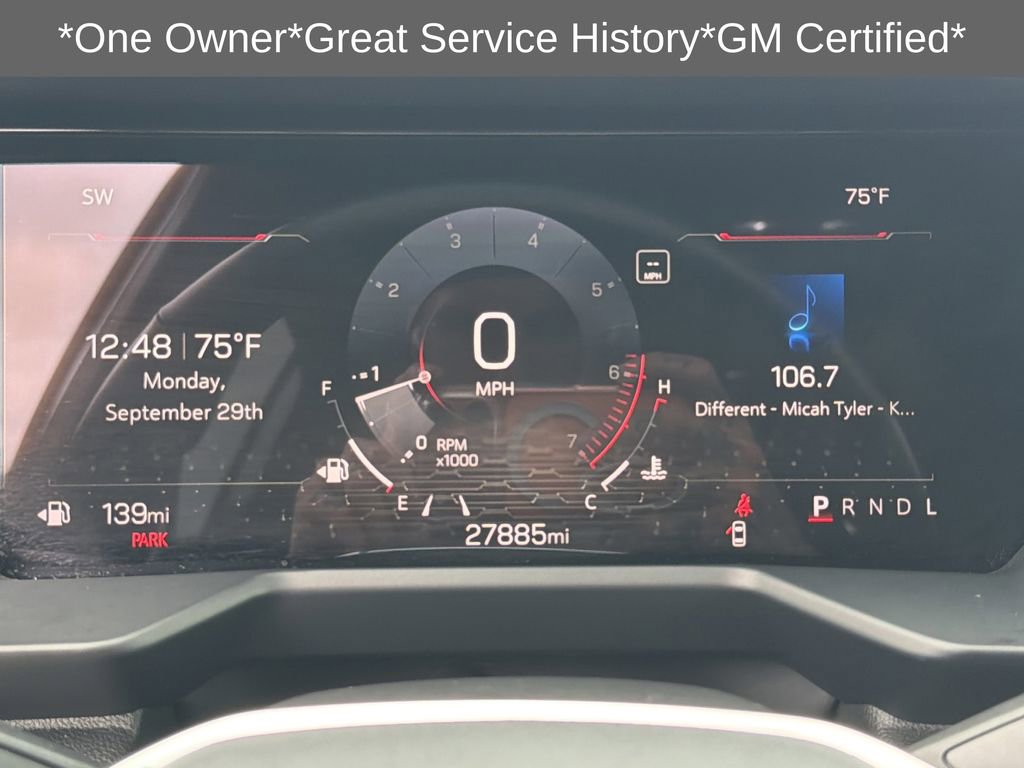 *One Owner*Great Service History*GM Certified*
SW
75°F
3
4
2
5
--
MPH
12:48 | 75°F
Monday,
September 29th
0
MPH
1
6
F
H
106.7
Different - Micah Tyler - K...
0
RPM
x1000
7
E
C
139mi
PARK
27885mi
P R N D L